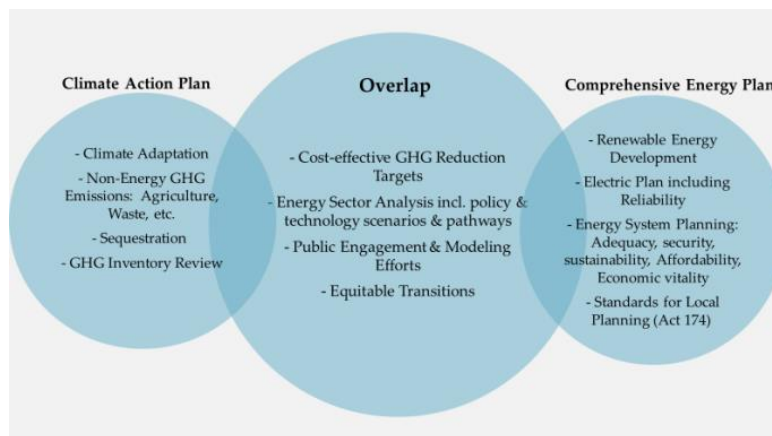 Climate Action Plan
- Climate Adaptation
- Non-Energy GHG
Emissions: Agriculture,
Waste, etc.
- Sequestration
- GHG Inventory Review
Overlap
- Cost-effective GHG Reduction
Targets
- Energy Sector Analysis incl. policy &
technology scenarios & pathways
- Public Engagement & Modeling
Efforts
- Equitable Transitions
Comprehensive Energy Plan
- Renewable Energy
Development
- Electric Plan including
Reliability
- Energy System Planning:
Adequacy, security,
sustainability, Affordability,
Economic vitality
- Standards for Local
Planning (Act 174)